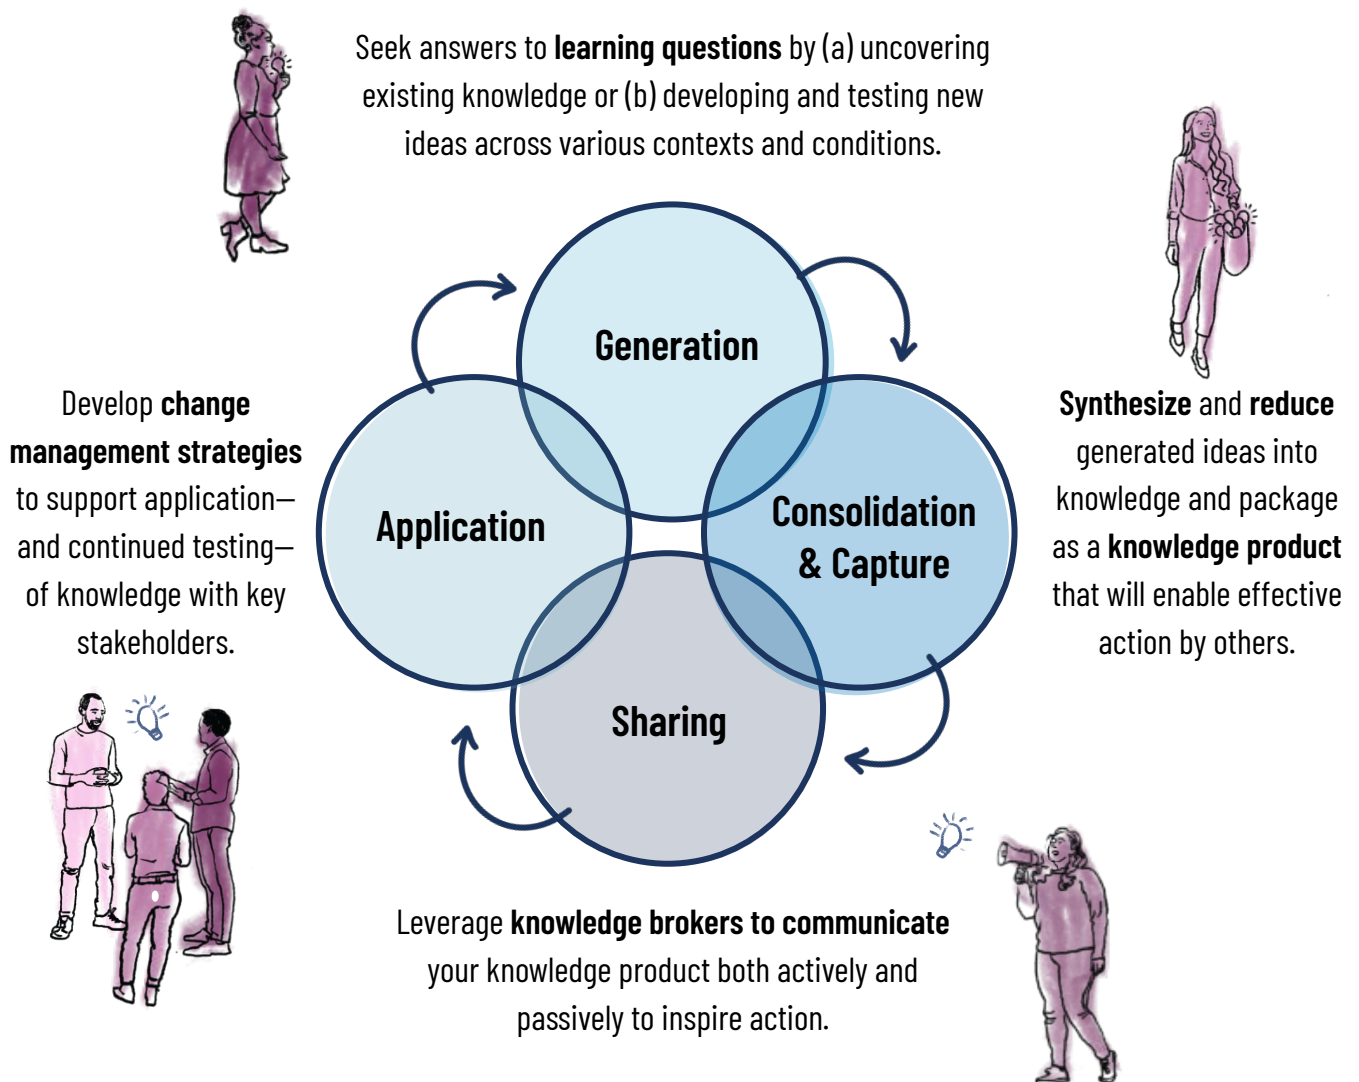 Seek answers to learning questions by (a) uncovering
existing knowledge or (b) developing and testing new
ideas across various contexts and conditions.
Generation
Develop change
management strategies
to support application—
and continued testing—
of knowledge with key
stakeholders.
Application
Consolidation
& Capture
Synthesize and reduce
generated ideas into
knowledge and package
as a knowledge product
that will enable effective
action by others.
Sharing
Leverage knowledge brokers to communicate
your knowledge product both actively and
passively to inspire action.